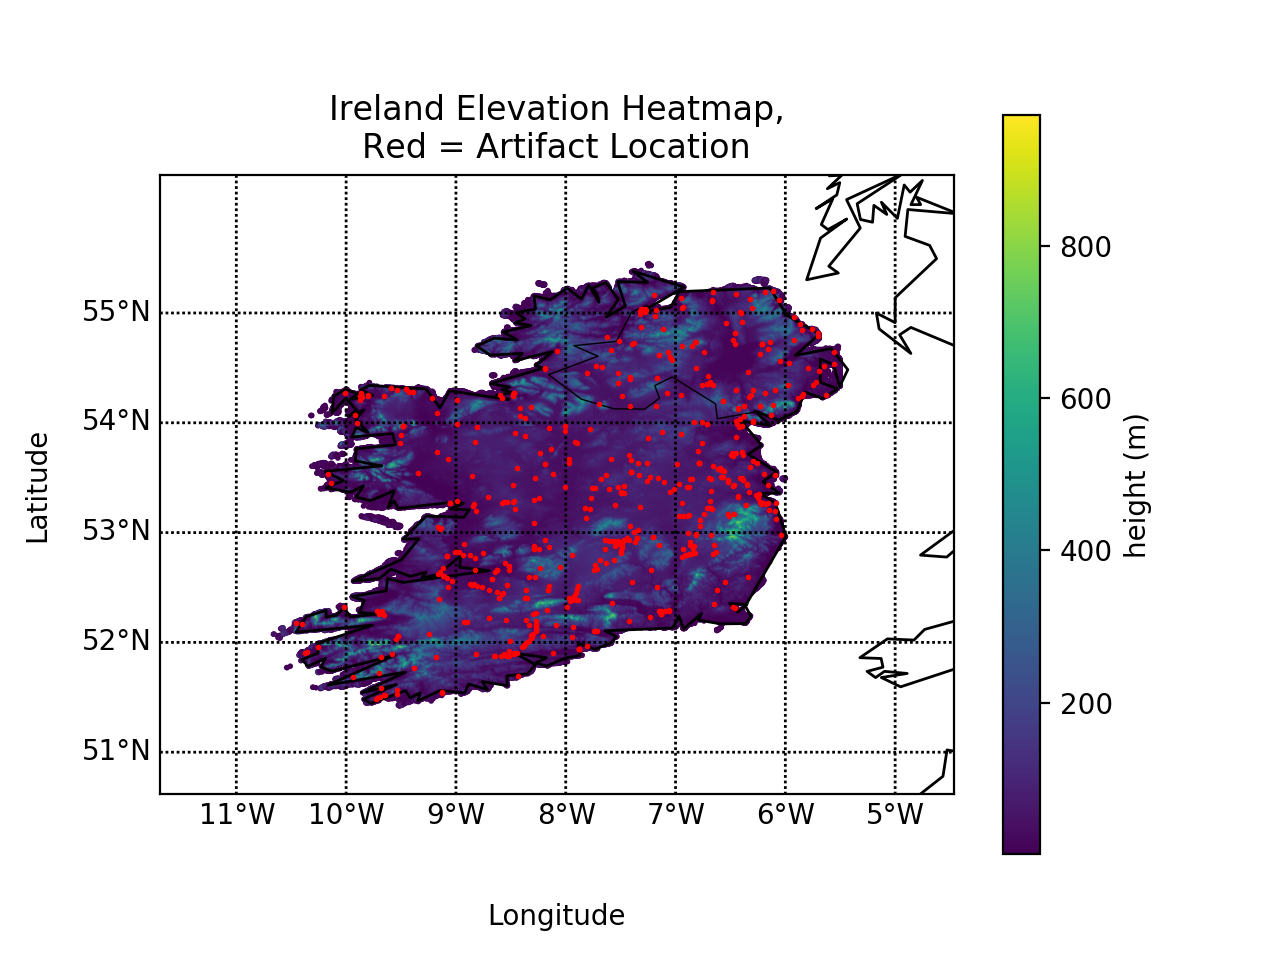 Ireland Elevation Heatmap,
Red = Artifact Location
55°N
54°N
53°N
52°N
51°N
11°W 10°W 9°W 8°W 7°W 6°W 5°W
Latitude
Longitude
800
600
400
200
height (m)